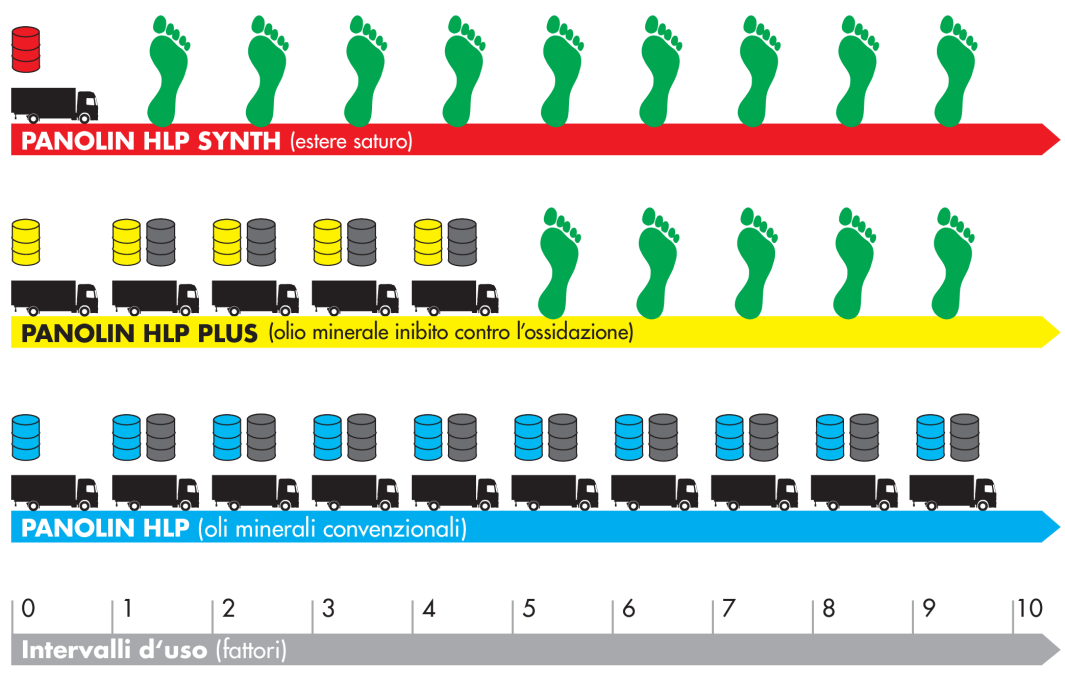 PANOLIN HLP SYNTH (estere saturo)
PANOLIN HLP PLUS (olio minerale inibito contro l'ossidazione)
PANOLIN HLP (oli minerali convenzionali)
0 1 2 3 4 5 6 7 8 9 10
Intervalli d‘uso (fattori)